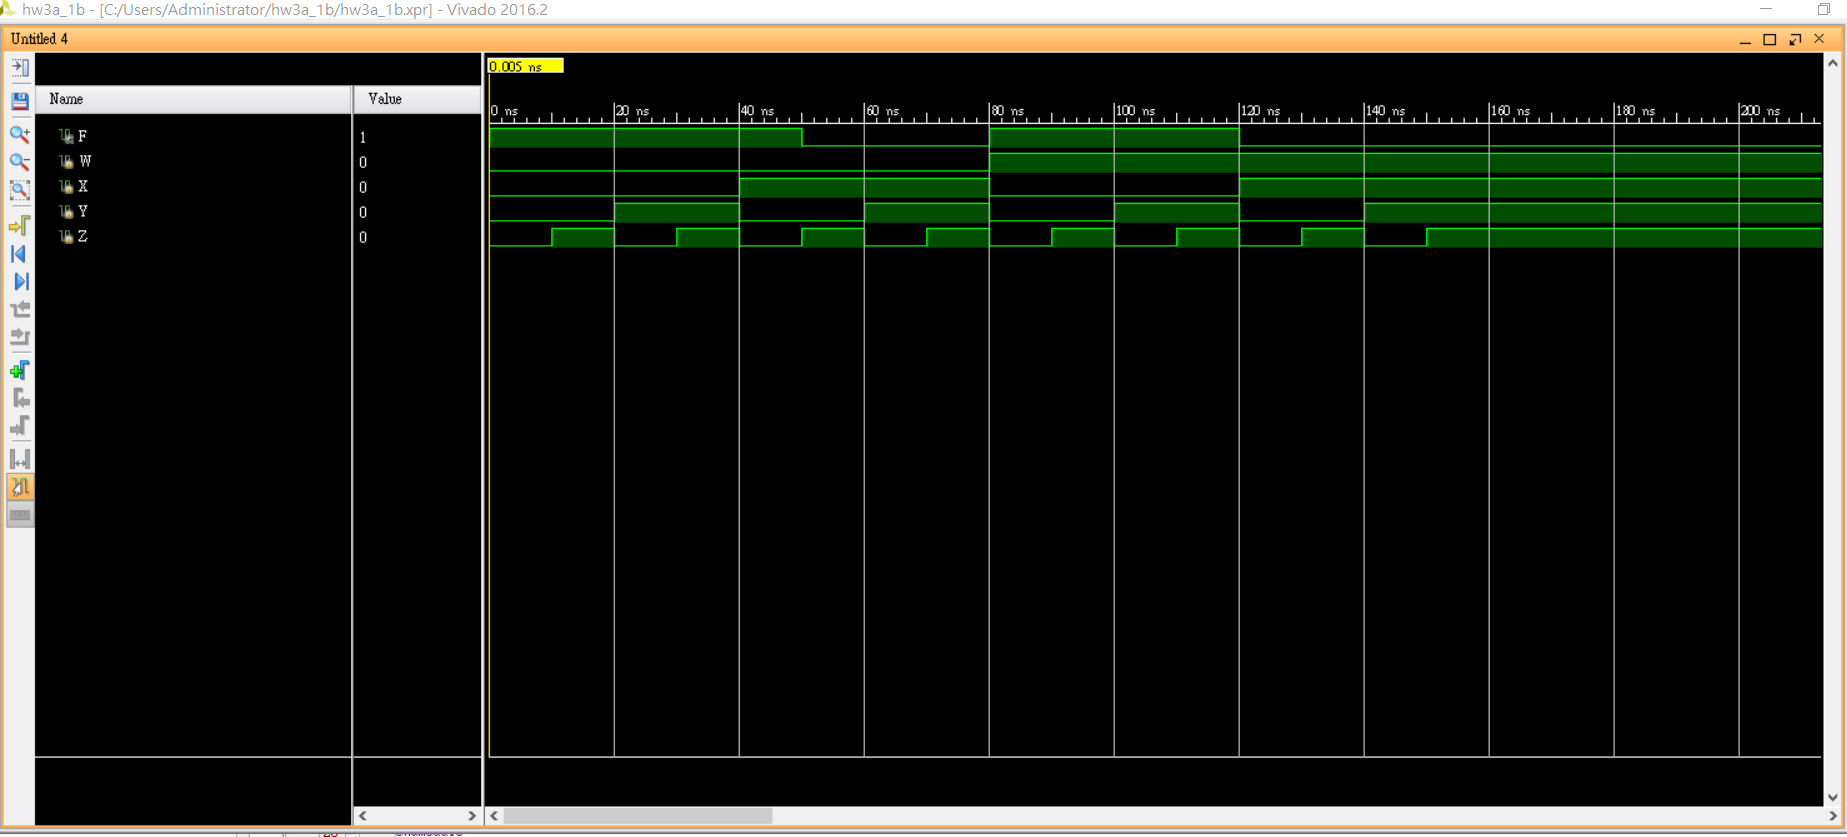 hw3a_1b - [C:/Users/Administrator/hw3a_1b/hw3a_1b.xpr] - Vivado 2016.2
Untitled 4
0.005 ns
Name Value
0 ns 20 ns 40 ns 60 ns 80 ns 100 ns 120 ns 140 ns 160 ns 180 ns 200 ns
F 1
W 0
X 0
Y 0
Z 0